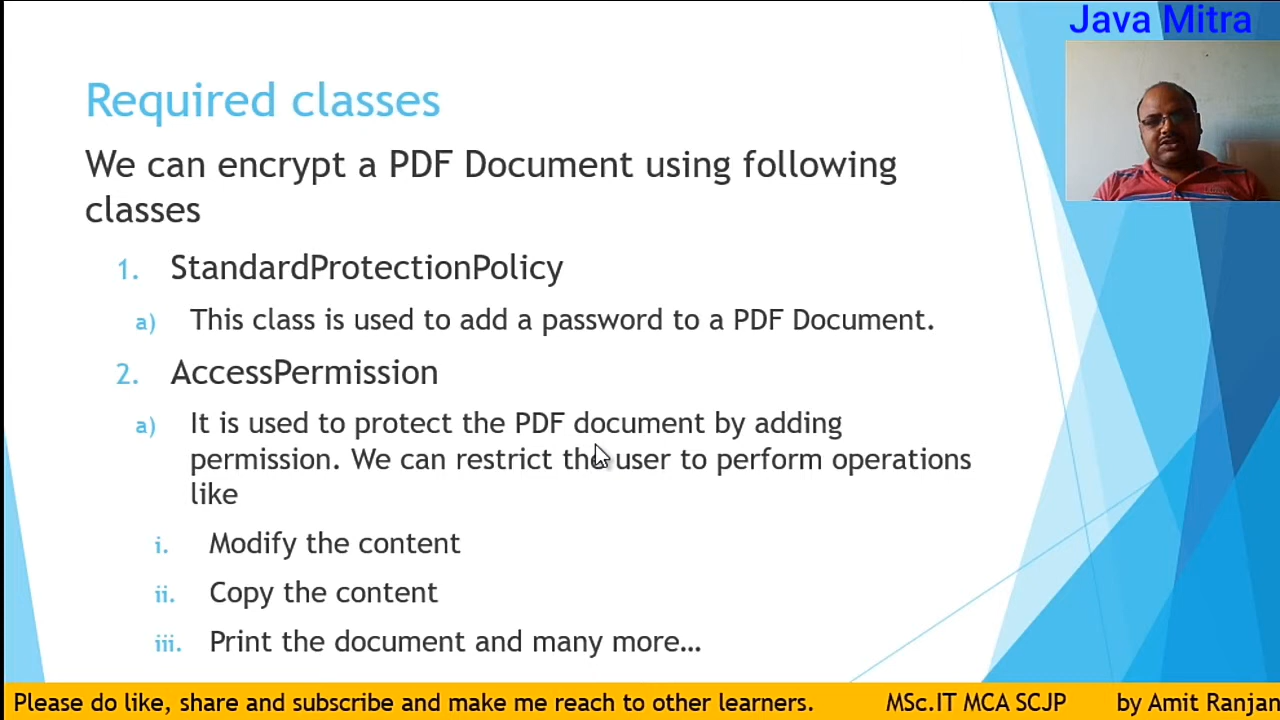 Java Mitra
Required classes
We can encrypt a PDF Document using following
classes
1. StandardProtectionPolicy
a) This class is used to add a password to a PDF Document.
2. AccessPermission
a) It is used to protect the PDF document by adding
permission. We can restrict the user to perform operations
like
i. Modify the content
ii. Copy the content
iii. Print the document and many more…
Please do like, share and subscribe and make me reach to other learners. MSc.IT MCA SCJP by Amit Ranjan